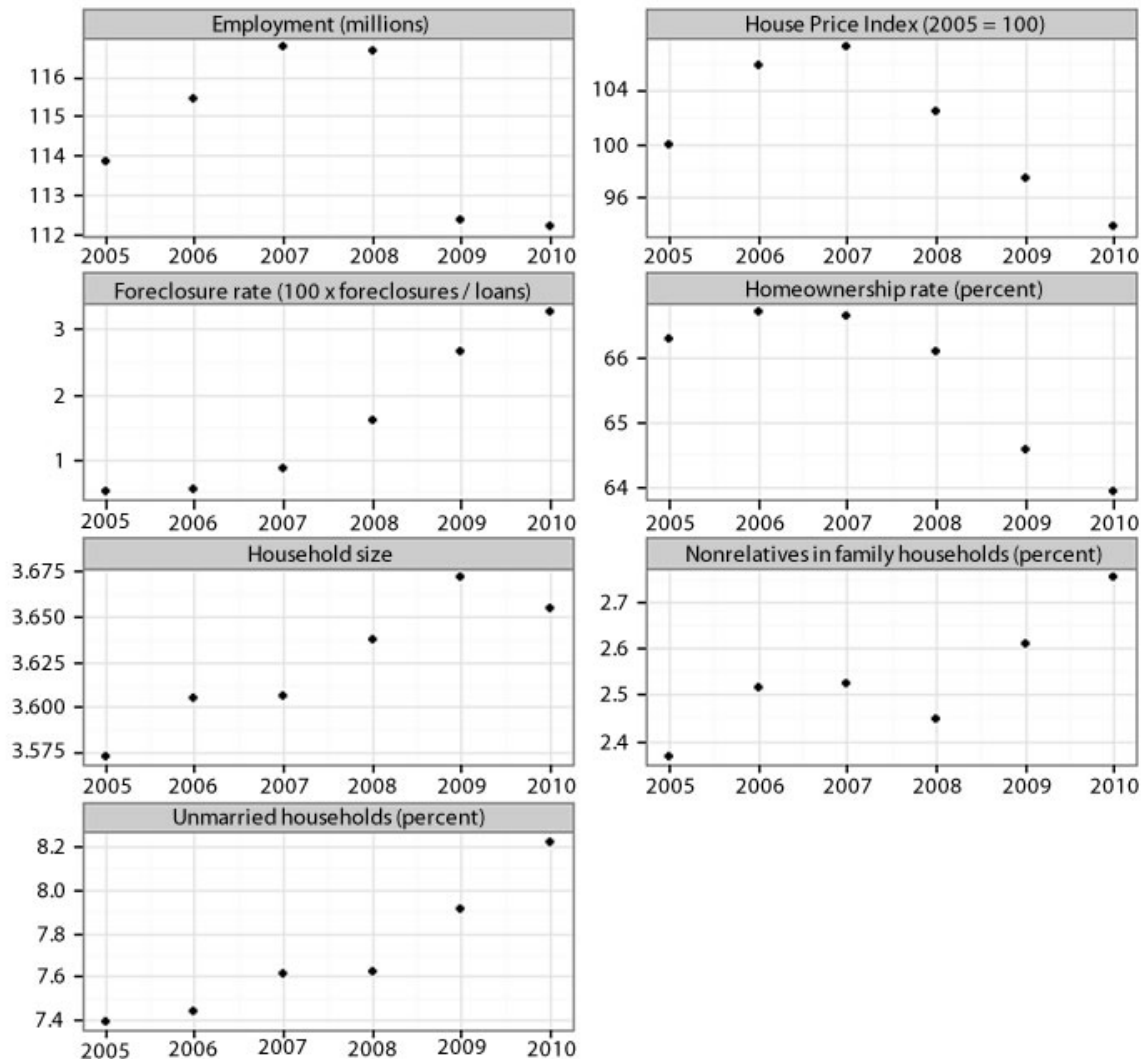 Employment (millions)
116
115
114
113
112
2005 2006 2007 2008 2009 2010
House Price Index (2005 = 100)
104
100
96
2005 2006 2007 2008 2009 2010
Foreclosure rate (100 x foreclosures / loans)
3
2
1
2005 2006 2007 2008 2009 2010
Homeownership rate (percent)
66
65
64
2005 2006 2007 2008 2009 2010
Household size
3.675
3.650
3.625
3.600
3.575
2005 2006 2007 2008 2009 2010
Nonrelatives in family households (percent)
2.7
2.6
2.5
2.4
2005 2006 2007 2008 2009 2010
Unmarried households (percent)
8.2
8.0
7.8
7.6
7.4
2005 2006 2007 2008 2009 2010